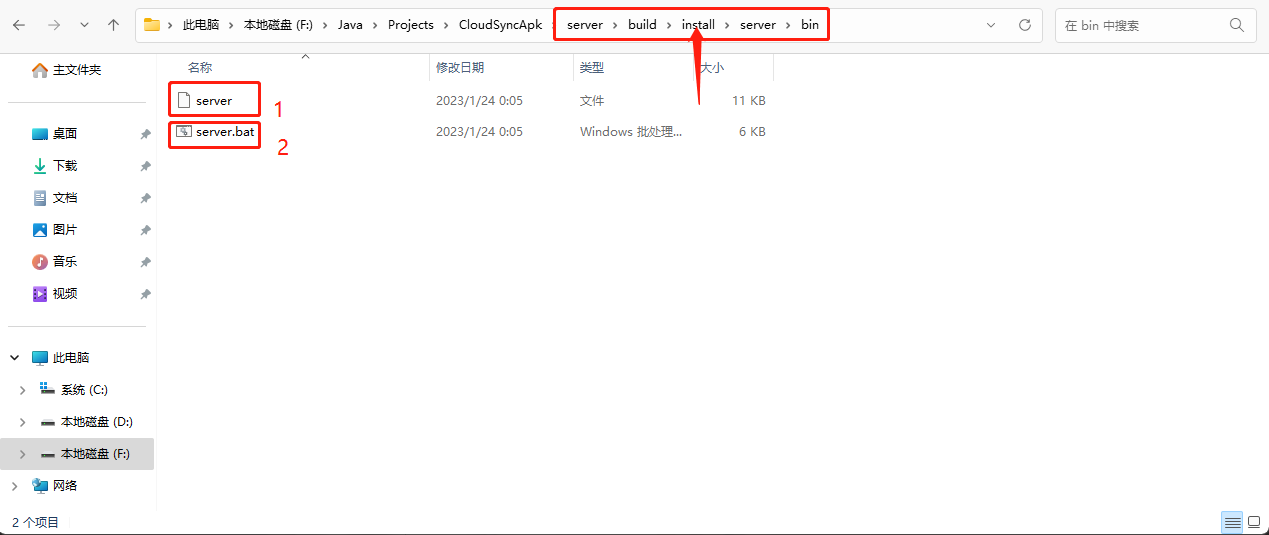 此电脑 本地磁盘 (F:) Java Projects CloudSyncApk server build install server bin
在 bin 中搜索
主文件夹
桌面
下载
文档
图片
音乐
视频
此电脑
系统 (C:)
本地磁盘 (D:)
本地磁盘 (F:)
网络
名称 修改日期 类型 大小
server 1 2023/1/24 0:05 文件 11 KB
server.bat 2 2023/1/24 0:05 Windows 批处理... 6 KB
2 个项目